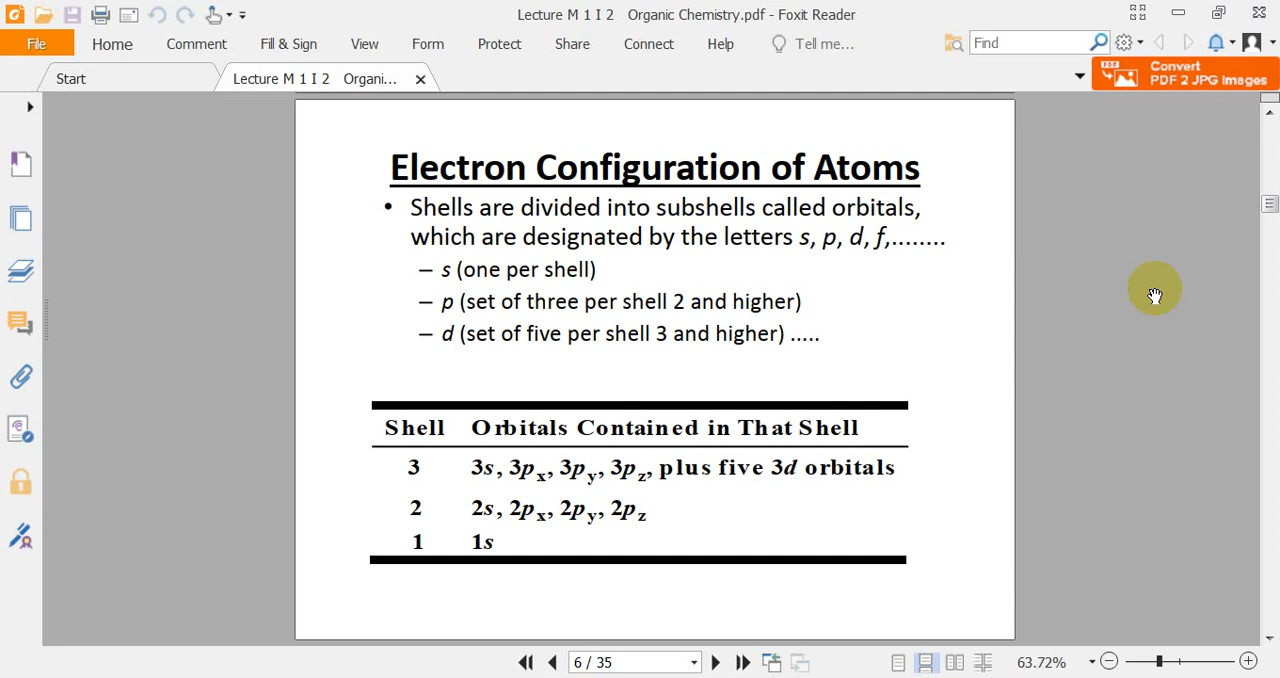 Lecture M 1 I 2 Organic Chemistry.pdf - Foxit Reader
File Home Comment Fill & Sign View Form Protect Share Connect Help Tell me... Find
Start Lecture M 1 I 2 Organi... Convert
PDF 2 JPG Images
Electron Configuration of Atoms
• Shells are divided into subshells called orbitals,
which are designated by the letters s, p, d, f,........
– s (one per shell)
– p (set of three per shell 2 and higher)
– d (set of five per shell 3 and higher) .....
Shell Orbitals Contained in That Shell
3 3s, 3px, 3py, 3pz, plus five 3d orbitals
2 2s, 2px, 2py, 2pz
1 1s
6 / 35 63.72%